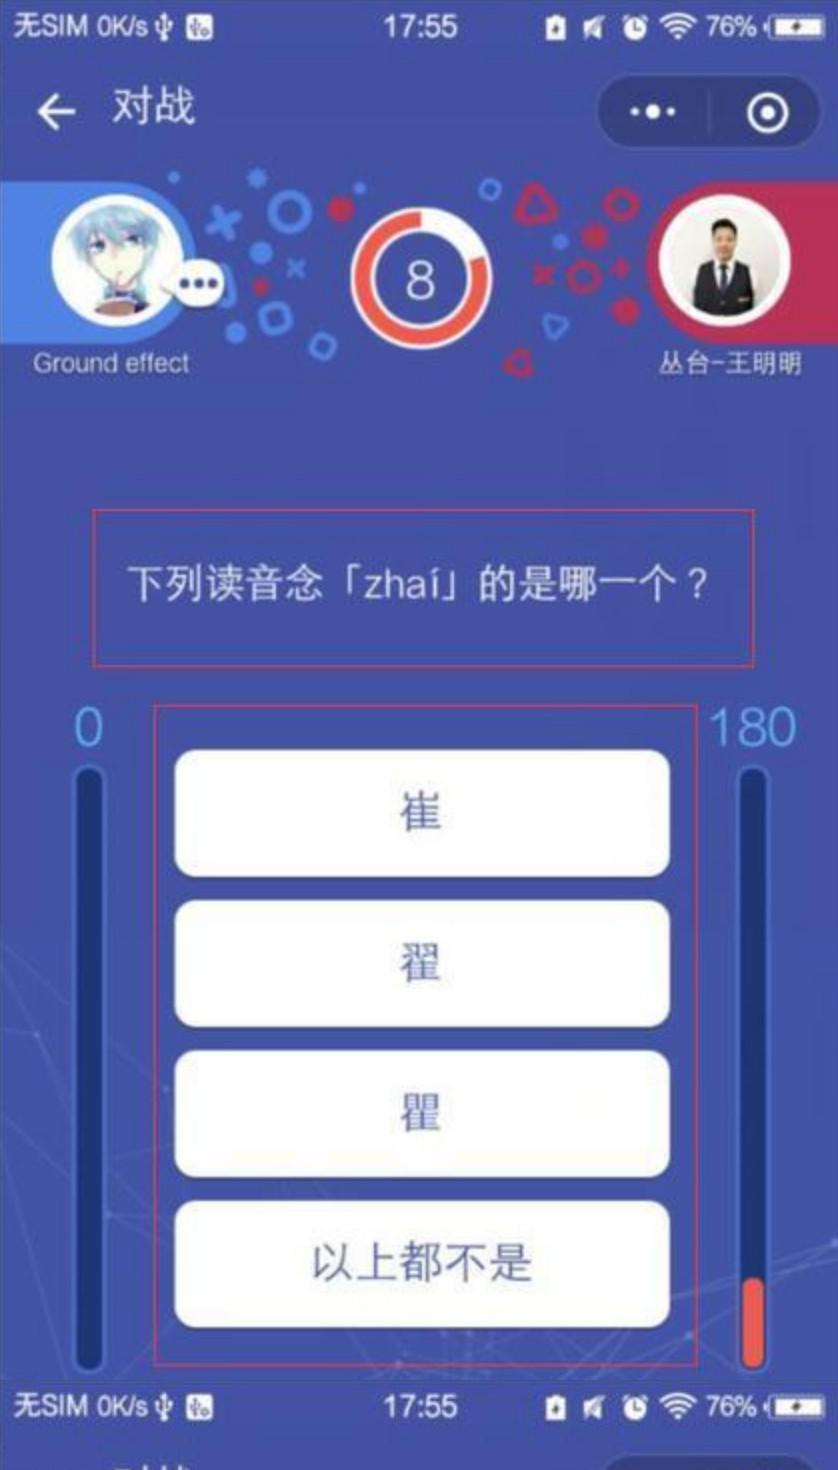 无SIM 0K/s 17:55 76%
对战
8
Ground effect
丛台-王明明
下列读音念「zhaí」的是哪一个？
0
180
崔
翟
瞿
以上都不是
无SIM 0K/s 17:55 76%